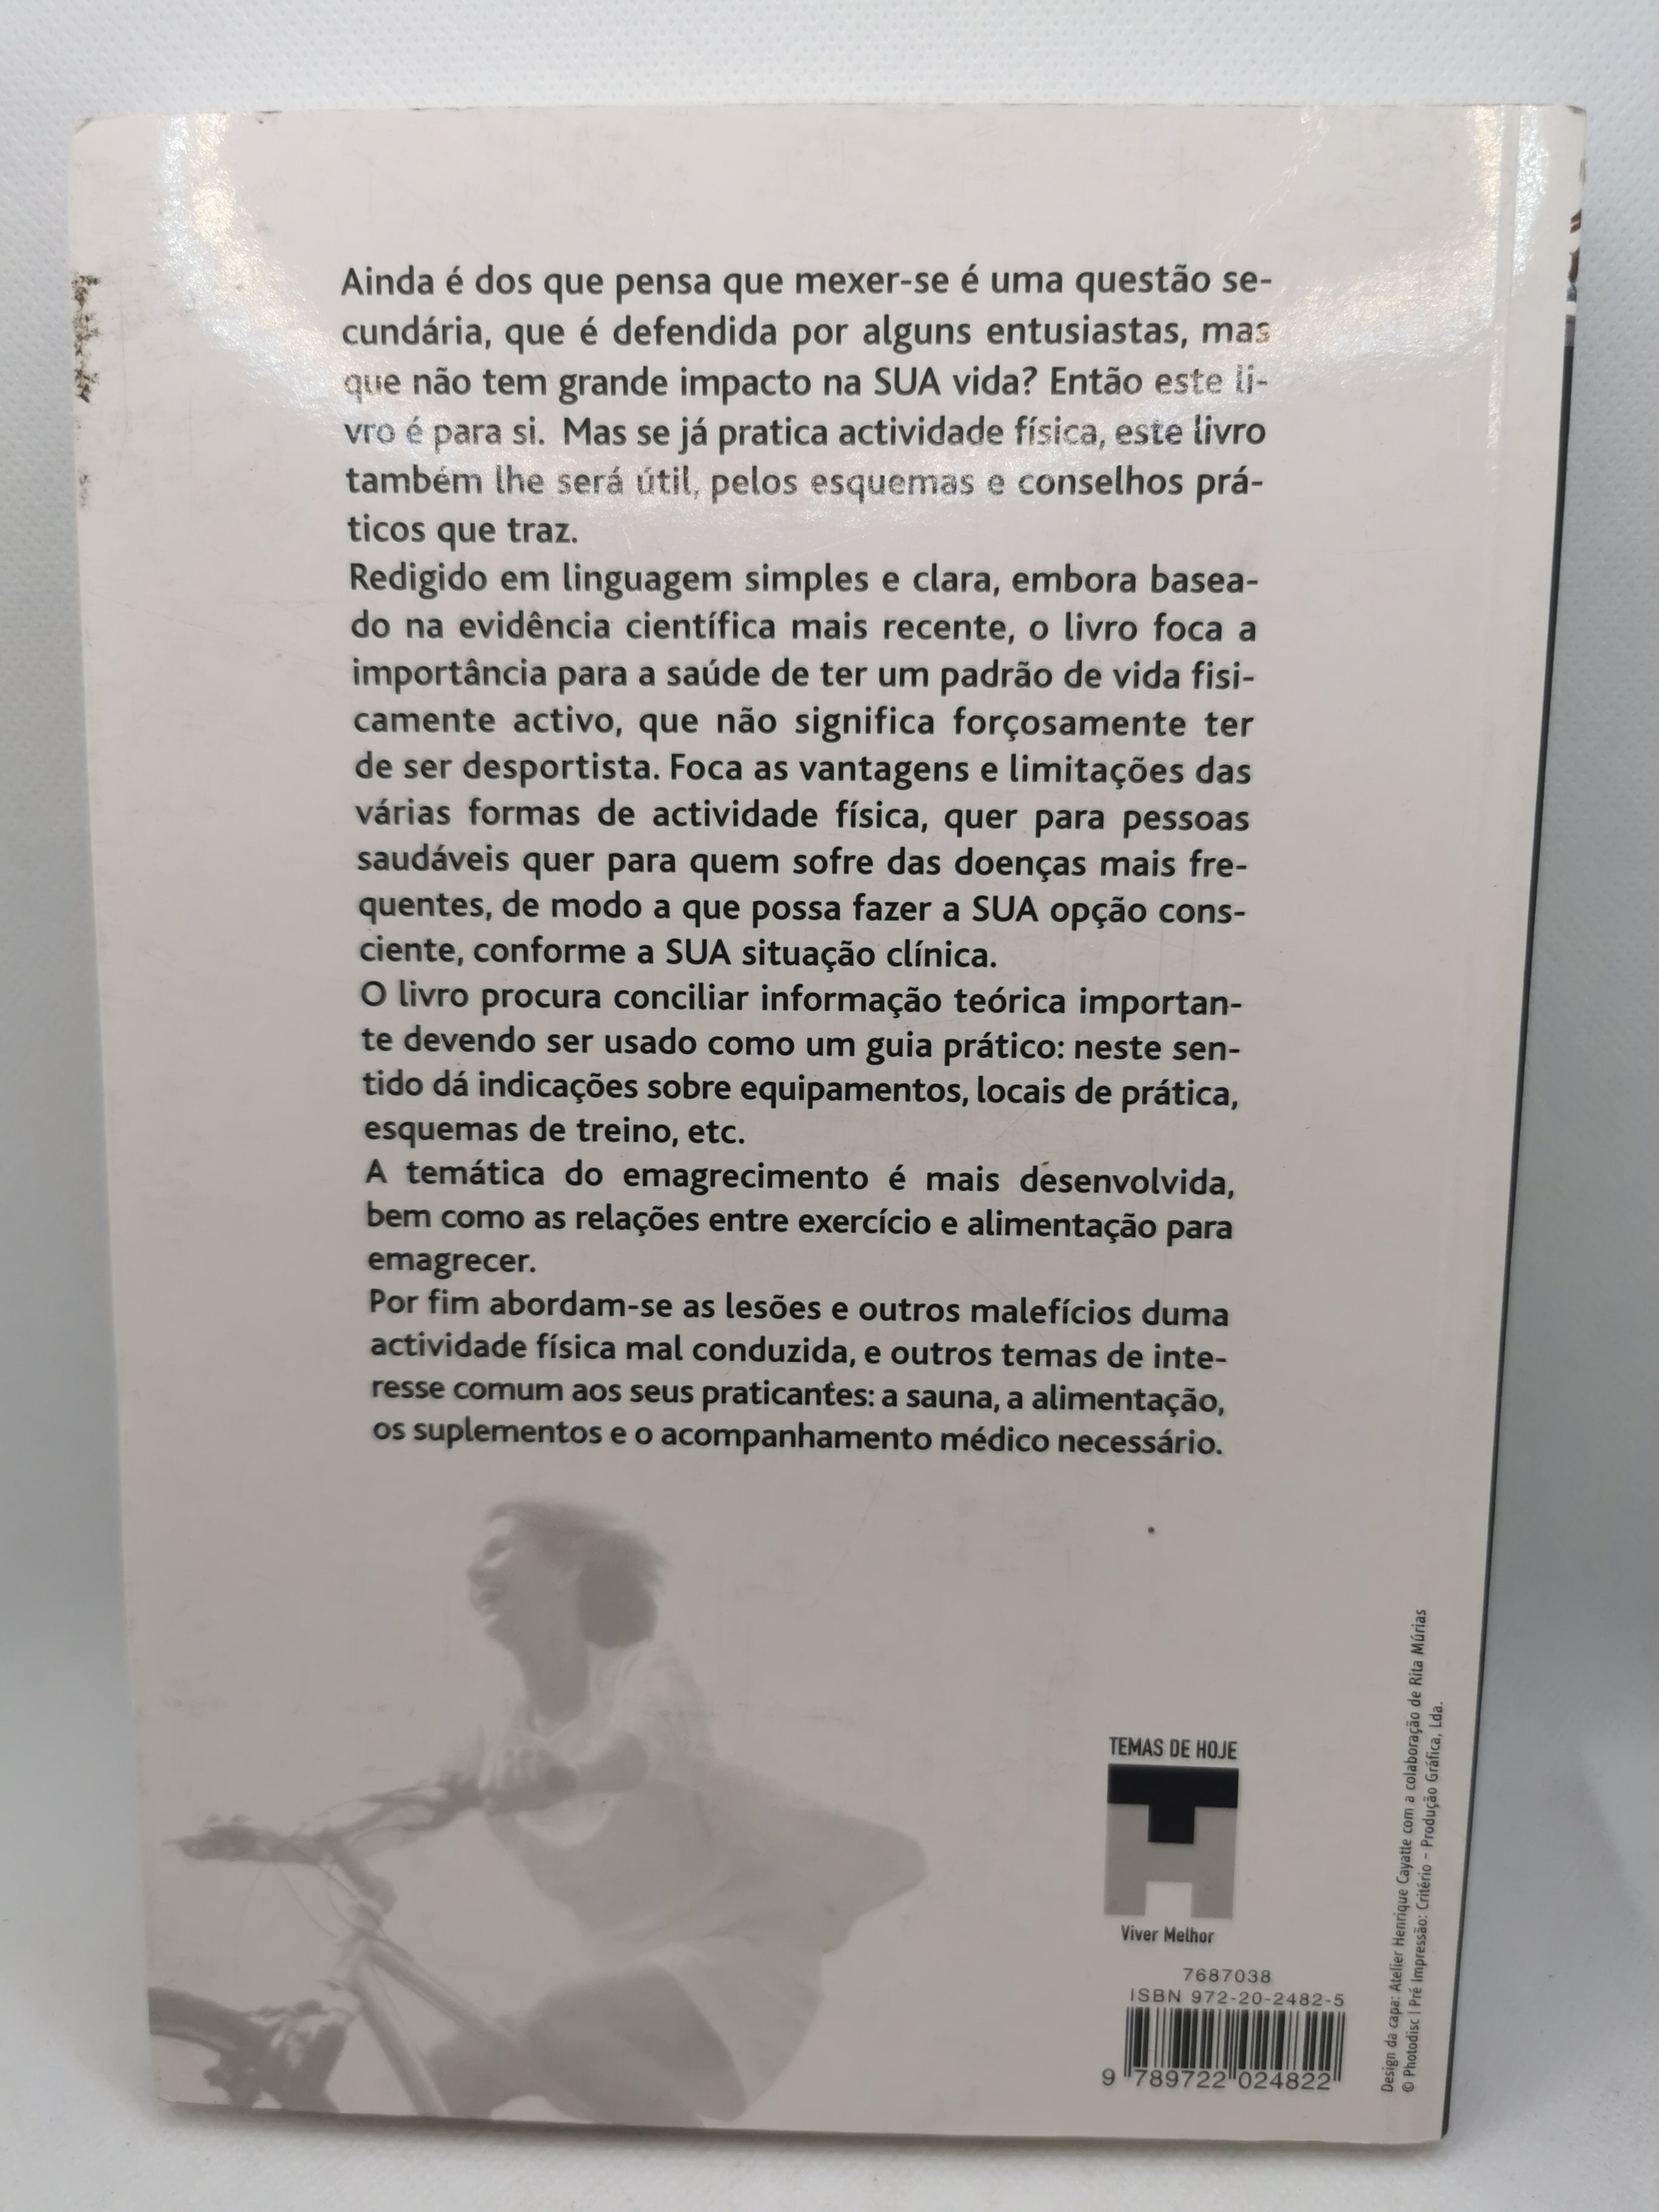 Ainda é dos que pensa que mexer-se é uma questão se-
cundária, que é defendida por alguns entusiastas, mas
que não tem grande impacto na SUA vida? Então este li-
vro é para si. Mas se já pratica actividade física, este livro
também lhe será útil, pelos esquemas e conselhos prá-
ticos que traz.
Redigido em linguagem simples e clara, embora basea-
do na evidência científica mais recente, o livro foca a
importância para a saúde de ter um padrão de vida fisi-
camente activo, que não significa forçosamente ter
de ser desportista. Foca as vantagens e limitações das
várias formas de actividade física, quer para pessoas
saudáveis quer para quem sofre das doenças mais fre-
quentes, de modo a que possa fazer a SUA opção cons-
ciente, conforme a SUA situação clínica.
O livro procura conciliar informação teórica importan-
te devendo ser usado como um guia prático: neste sen-
tido dá indicações sobre equipamentos, locais de prática,
esquemas de treino, etc.
A temática do emagrecimento é mais desenvolvida,
bem como as relações entre exercício e alimentação para
emagrecer.
Por fim abordam-se as lesões e outros malefícios duma
actividade física mal conduzida, e outros temas de inte-
resse comum aos seus praticantes: a sauna, a alimentação,
os suplementos e o acompanhamento médico necessário.
TEMAS DE HOJE
TH
Viver Melhor
7687038
ISBN 972-20-2482-5
9 789722 024822
Design da capa: Atelier Henrique Cayatte com a colaboração de Rita Múrias
© Photodisc | Pré Impressão: Critério – Produção Gráfica, Lda.